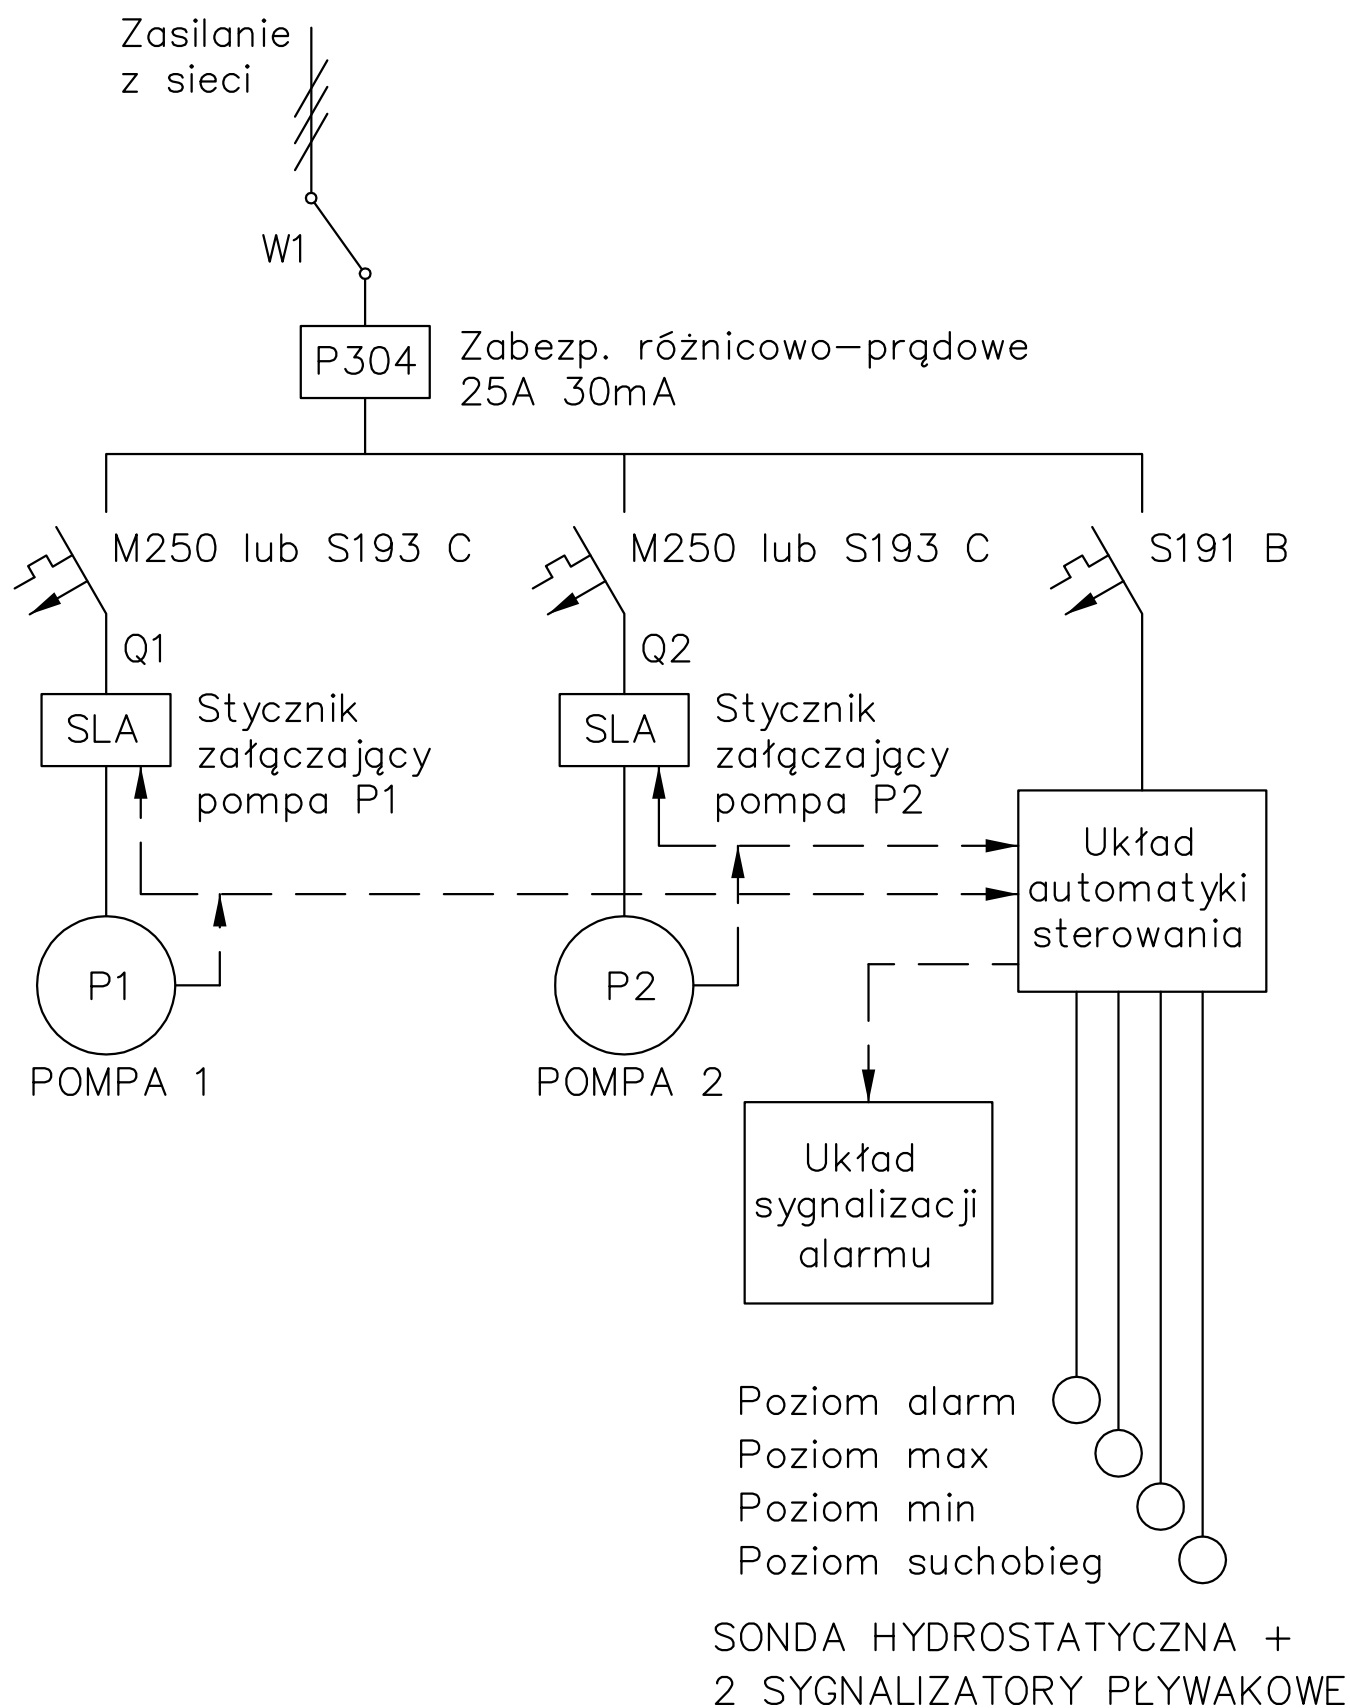 Zasilanie
z sieci
W1
P304
Zabezp. różnicowo-prądowe
25A 30mA
M250 lub S193 C
M250 lub S193 C
S191 B
Q1
Q2
SLA
Stycznik
załączający
pompa P1
SLA
Stycznik
załączający
pompa P2
Układ
automatyki
sterowania
P1
P2
POMPA 1
POMPA 2
Układ
sygnalizacji
alarmu
Poziom alarm
Poziom max
Poziom min
Poziom suchobieg
SONDA HYDROSTATYCZNA +
2 SYGNALIZATORY PŁYWAKOWE